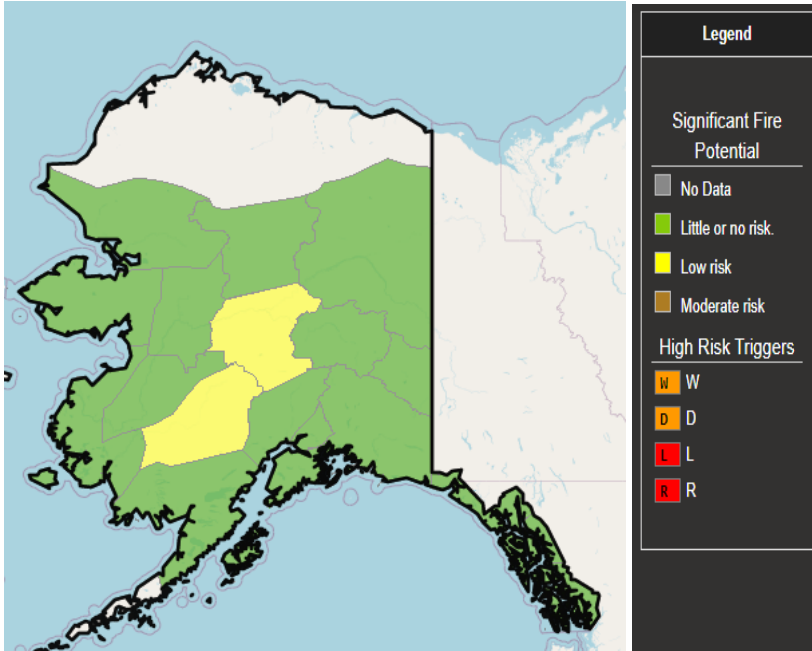 Legend
Significant Fire
Potential
No Data
Little or no risk.
Low risk
Moderate risk
High Risk Triggers
W W
D D
L L
R R